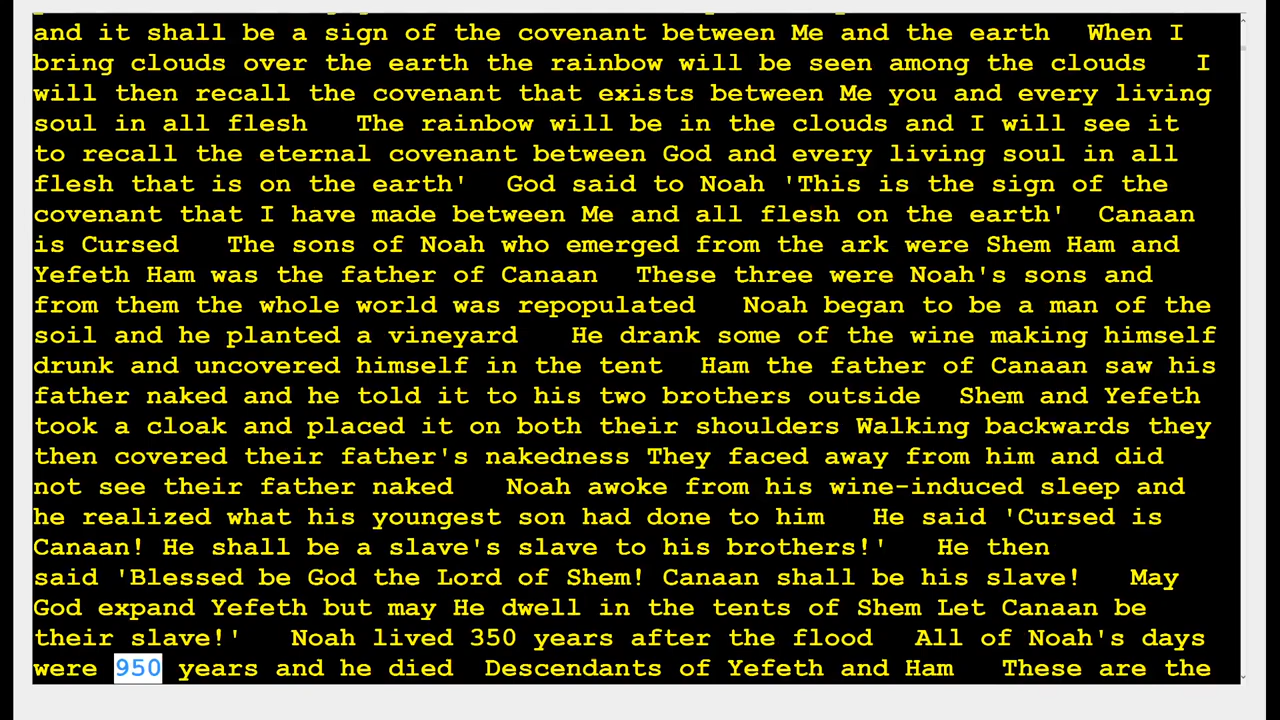 and it shall be a sign of the covenant between Me and the earth When I
bring clouds over the earth the rainbow will be seen among the clouds I
will then recall the covenant that exists between Me you and every living
soul in all flesh The rainbow will be in the clouds and I will see it
to recall the eternal covenant between God and every living soul in all
flesh that is on the earth' God said to Noah 'This is the sign of the
covenant that I have made between Me and all flesh on the earth' Canaan
is Cursed The sons of Noah who emerged from the ark were Shem Ham and
Yefeth Ham was the father of Canaan These three were Noah's sons and
from them the whole world was repopulated Noah began to be a man of the
soil and he planted a vineyard He drank some of the wine making himself
drunk and uncovered himself in the tent Ham the father of Canaan saw his
father naked and he told it to his two brothers outside Shem and Yefeth
took a cloak and placed it on both their shoulders Walking backwards they
then covered their father's nakedness They faced away from him and did
not see their father naked Noah awoke from his wine-induced sleep and
he realized what his youngest son had done to him He said 'Cursed is
Canaan! He shall be a slave's slave to his brothers!' He then
said 'Blessed be God the Lord of Shem! Canaan shall be his slave! May
God expand Yefeth but may He dwell in the tents of Shem Let Canaan be
their slave!' Noah lived 350 years after the flood All of Noah's days
were 950 years and he died Descendants of Yefeth and Ham These are the